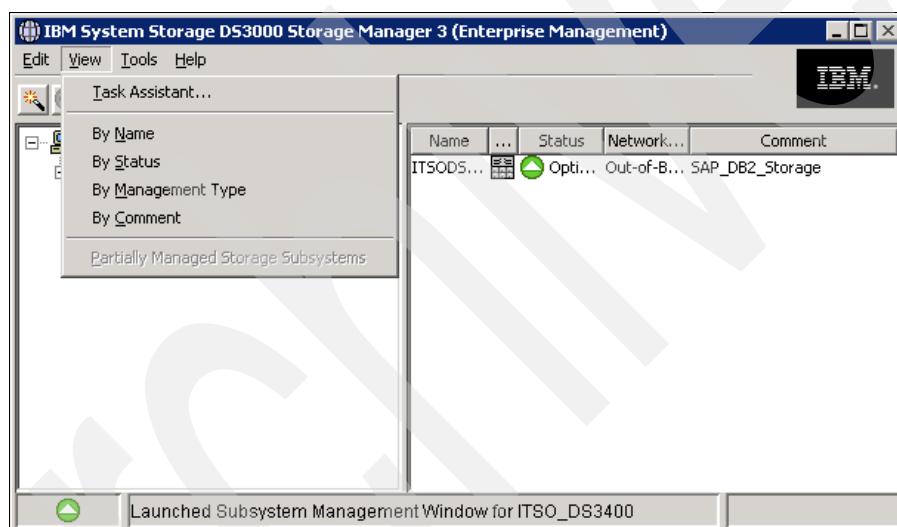 IBM System Storage DS3000 Storage Manager 3 (Enterprise Management)
Edit View Tools Help
IBM.
Task Assistant...
By Name
By Status
By Management Type
By Comment
Partially Managed Storage Subsystems
Name ... Status Network... Comment
ITSODS... Opti... Out-of-B... SAP_DB2_Storage
Launched Subsystem Management Window for ITSO_DS3400